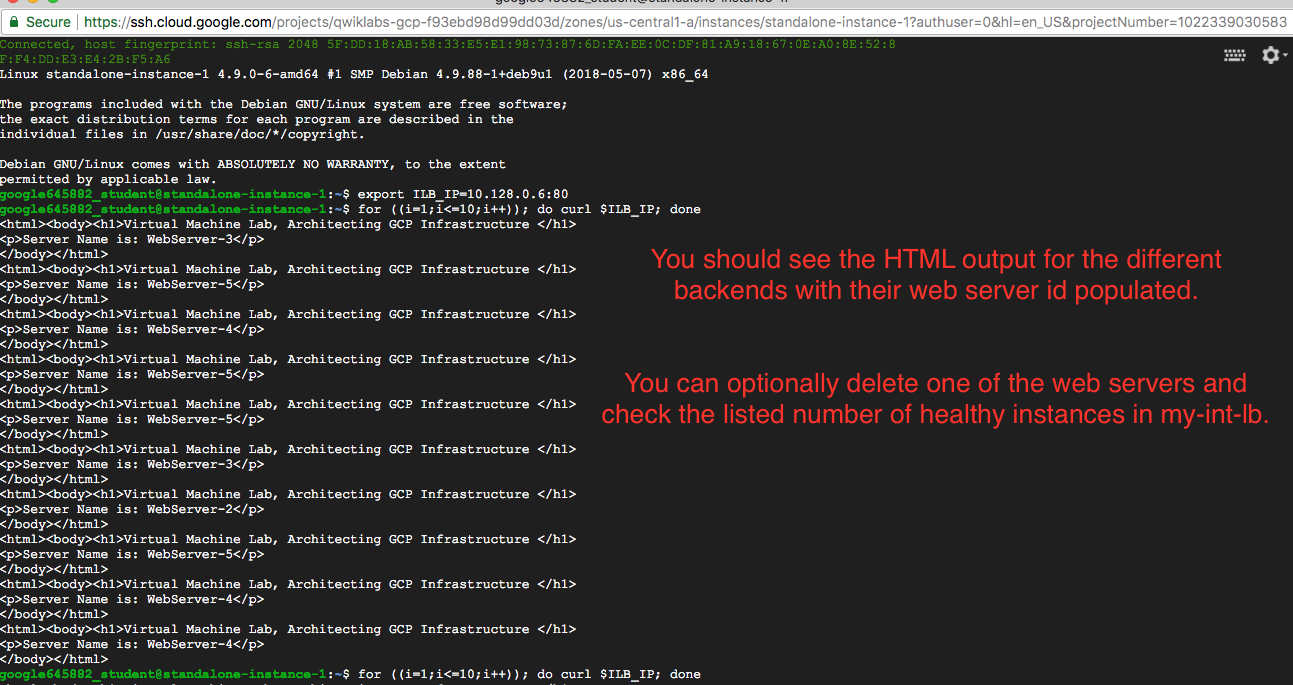 Secure https://ssh.cloud.google.com/projects/qwiklabs-gcp-f93ebd98d99dd03d/zones/us-central1-a/instances/standalone-instance-1?authuser=0&hl=en_US&projectNumber=1022339030583
Connected, host fingerprint: ssh-rsa 2048 5F:DD:18:AB:58:33:E5:E1:98:73:87:6D:FA:EE:0C:DF:81:A9:18:67:0E:A0:8E:52:8
F:F4:DD:E3:E4:2B:F5:A6
Linux standalone-instance-1 4.9.0-6-amd64 #1 SMP Debian 4.9.88-1+deb9u1 (2018-05-07) x86_64
The programs included with the Debian GNU/Linux system are free software;
the exact distribution terms for each program are described in the
individual files in /usr/share/doc/*/copyright.
Debian GNU/Linux comes with ABSOLUTELY NO WARRANTY, to the extent
permitted by applicable law.
google645882_student@standalone-instance-1:~$ export ILB_IP=10.128.0.6:80
google645882_student@standalone-instance-1:~$ for ((i=1;i<=10;i++)); do curl $ILB_IP; done
<html><body><h1>Virtual Machine Lab, Architecting GCP Infrastructure </h1>
<p>Server Name is: WebServer-3</p>
</body></html>
<html><body><h1>Virtual Machine Lab, Architecting GCP Infrastructure </h1>
<p>Server Name is: WebServer-5</p>
</body></html>
<html><body><h1>Virtual Machine Lab, Architecting GCP Infrastructure </h1>
<p>Server Name is: WebServer-4</p>
</body></html>
<html><body><h1>Virtual Machine Lab, Architecting GCP Infrastructure </h1>
<p>Server Name is: WebServer-5</p>
</body></html>
<html><body><h1>Virtual Machine Lab, Architecting GCP Infrastructure </h1>
<p>Server Name is: WebServer-5</p>
</body></html>
<html><body><h1>Virtual Machine Lab, Architecting GCP Infrastructure </h1>
<p>Server Name is: WebServer-3</p>
</body></html>
<html><body><h1>Virtual Machine Lab, Architecting GCP Infrastructure </h1>
<p>Server Name is: WebServer-2</p>
</body></html>
<html><body><h1>Virtual Machine Lab, Architecting GCP Infrastructure </h1>
<p>Server Name is: WebServer-5</p>
</body></html>
<html><body><h1>Virtual Machine Lab, Architecting GCP Infrastructure </h1>
<p>Server Name is: WebServer-4</p>
</body></html>
<html><body><h1>Virtual Machine Lab, Architecting GCP Infrastructure </h1>
<p>Server Name is: WebServer-4</p>
</body></html>
google645882_student@standalone-instance-1:~$ for ((i=1;i<=10;i++)); do curl $ILB_IP; done
You should see the HTML output for the different
backends with their web server id populated.
You can optionally delete one of the web servers and
check the listed number of healthy instances in my-int-lb.